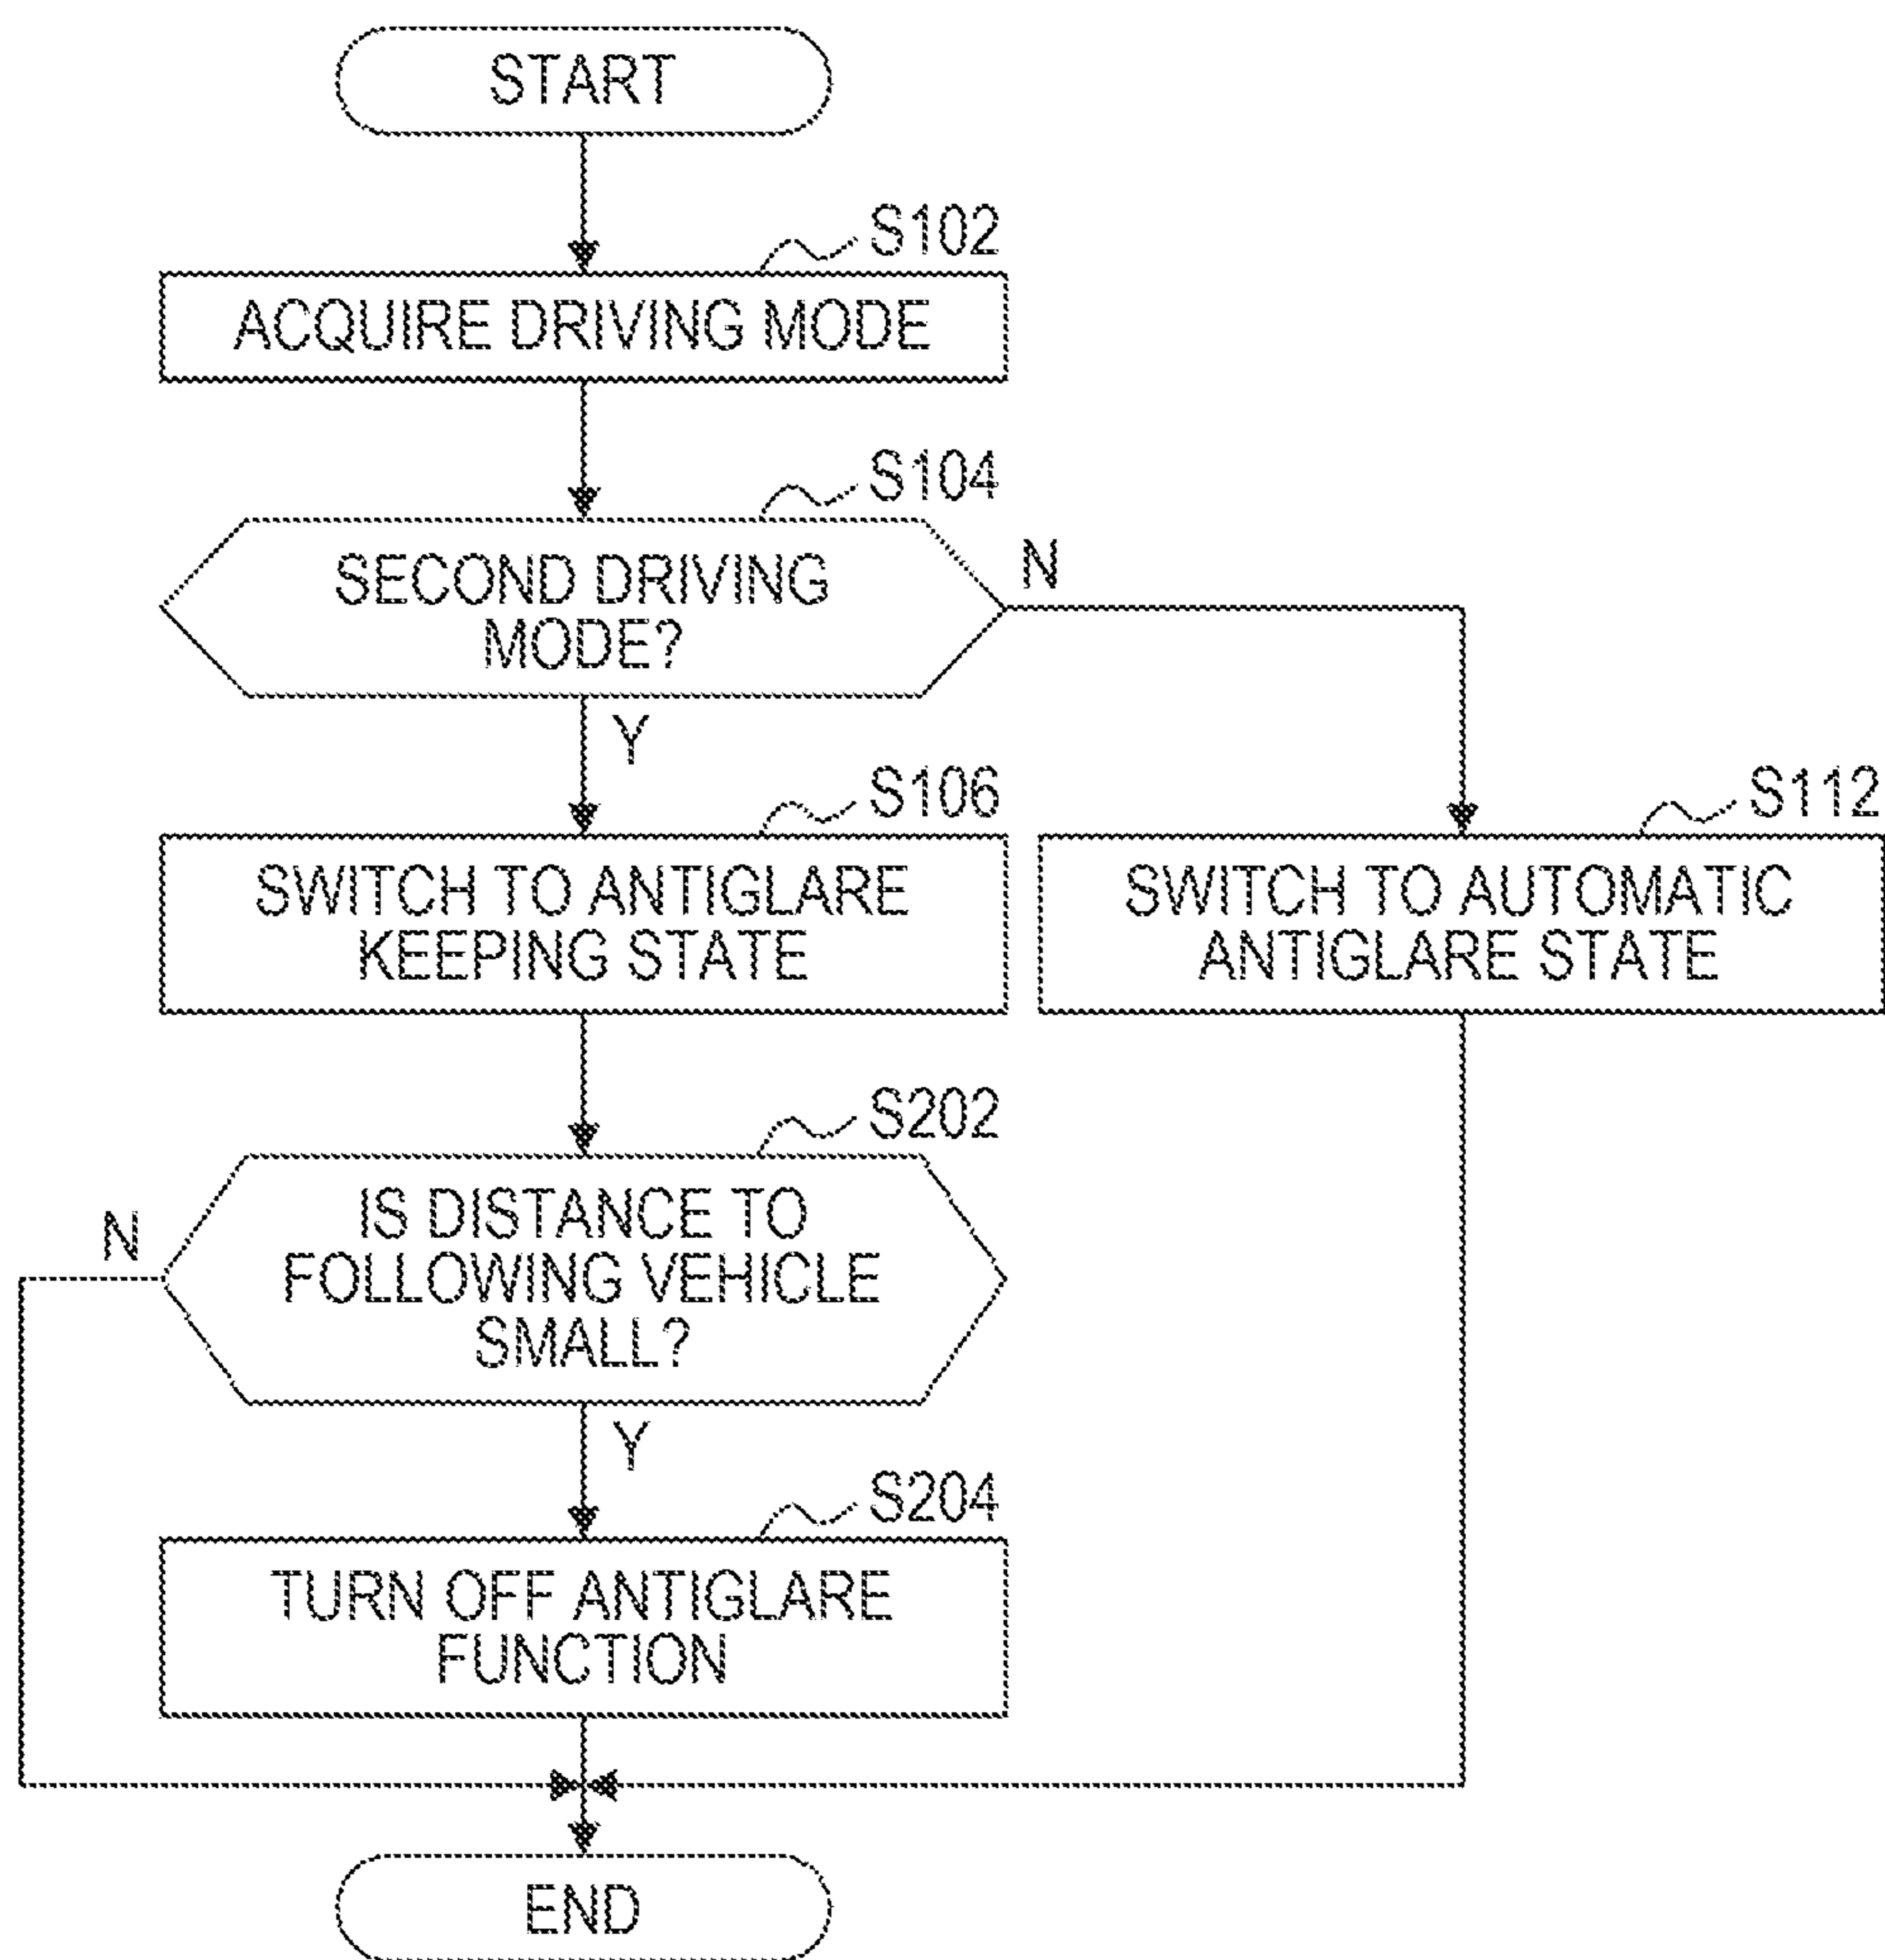 START
S102
ACQUIRE DRIVING MODE
S104
SECOND DRIVING
MODE?
N
Y
S106
SWITCH TO ANTIGLARE
KEEPING STATE
S112
SWITCH TO AUTOMATIC
ANTIGLARE STATE
S202
IS DISTANCE TO
FOLLOWING VEHICLE
SMALL?
N
Y
S204
TURN OFF ANTIGLARE
FUNCTION
END